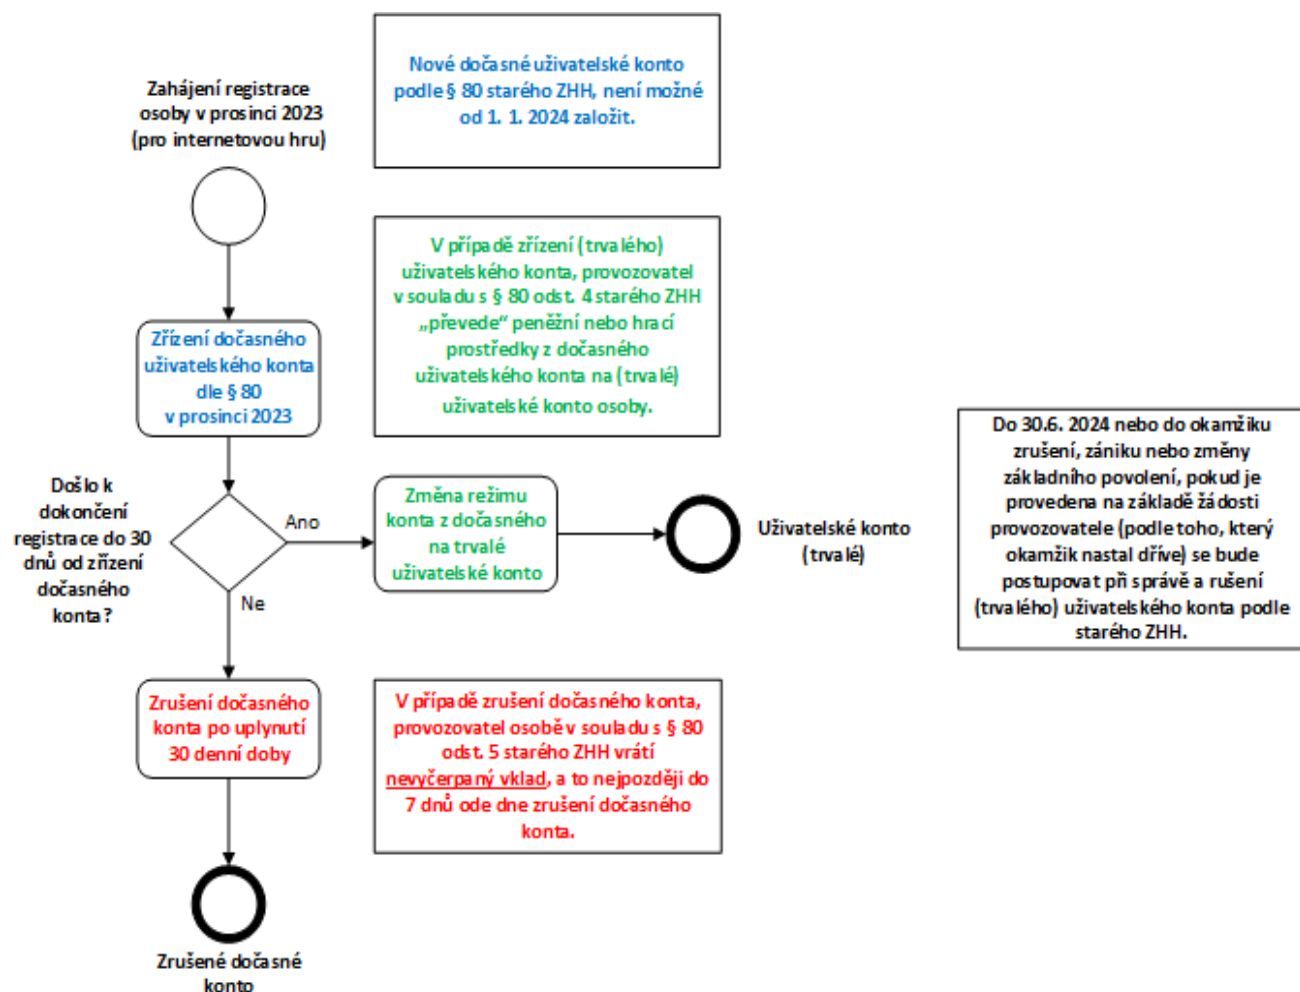 Zahájení registrace
osoby v prosinci 2023
(pro internetovou hru)
Nové dočasné uživatelské konto
podle § 80 starého ZHH, není možné
od 1. 1. 2024 založit.
V případě zřízení (trvalého)
uživatelského konta, provozovatel
v souladu s § 80 odst. 4 starého ZHH
„převede“ peněžní nebo hrací
prostředky z dočasného
uživatelského konta na (trvalé)
uživatelské konto osoby.
Zřízení dočasného
uživatelského konta
dle § 80
v prosinci 2023
Došlo k
dokončení
registrace do 30
dnů od zřízení
dočasného
konta?
Ano
Ne
Změna režimu
konta z dočasného
na trvalé
uživatelské konto
Uživatelské konto
(trvalé)
Do 30.6. 2024 nebo do okamžiku
zrušení, zániku nebo změny
základního povolení, pokud je
provedena na základě žádosti
provozovatele (podle toho, který
okamžik nastal dříve) se bude
postupovat při správě a rušení
(trvalého) uživatelského konta podle
starého ZHH.
Zrušení dočasného
konta po uplynutí
30 denní doby
V případě zrušení dočasného konta,
provozovatel osobě v souladu s § 80
odst. 5 starého ZHH vrátí
nevyčerpaný vklad, a to nejpozději do
7 dnů ode dne zrušení dočasného
konta.
Zrušené dočasné
konto